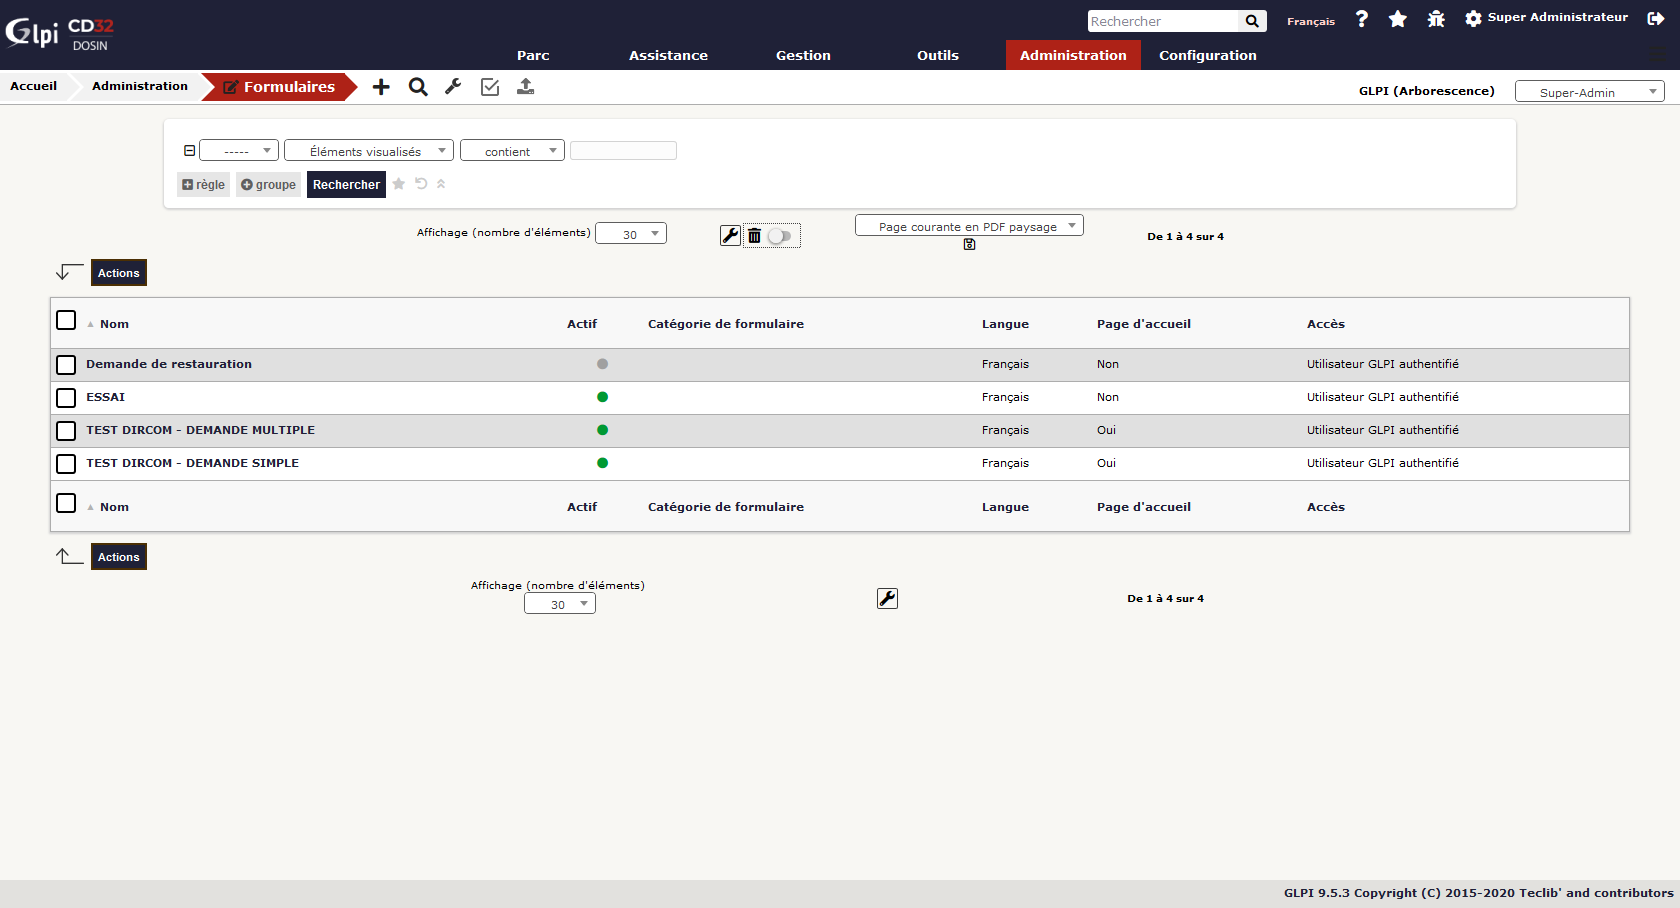 Glpi CD32
DOSIN
Rechercher
Français
?
Super Administrateur
Parc Assistance Gestion Outils Administration Configuration
Accueil Administration Formulaires
GLPI (Arborescence) Super-Admin
----- Éléments visualisés contient
règle groupe Rechercher
Affichage (nombre d'éléments) 30
Page courante en PDF paysage
De 1 à 4 sur 4
Actions
Nom Actif Catégorie de formulaire Langue Page d'accueil Accès
Demande de restauration Français Non Utilisateur GLPI authentifié
ESSAI Français Non Utilisateur GLPI authentifié
TEST DIRCOM - DEMANDE MULTIPLE Français Oui Utilisateur GLPI authentifié
TEST DIRCOM - DEMANDE SIMPLE Français Oui Utilisateur GLPI authentifié
Nom Actif Catégorie de formulaire Langue Page d'accueil Accès
Actions
Affichage (nombre d'éléments)
30
De 1 à 4 sur 4
GLPI 9.5.3 Copyright (C) 2015-2020 Teclib' and contributors